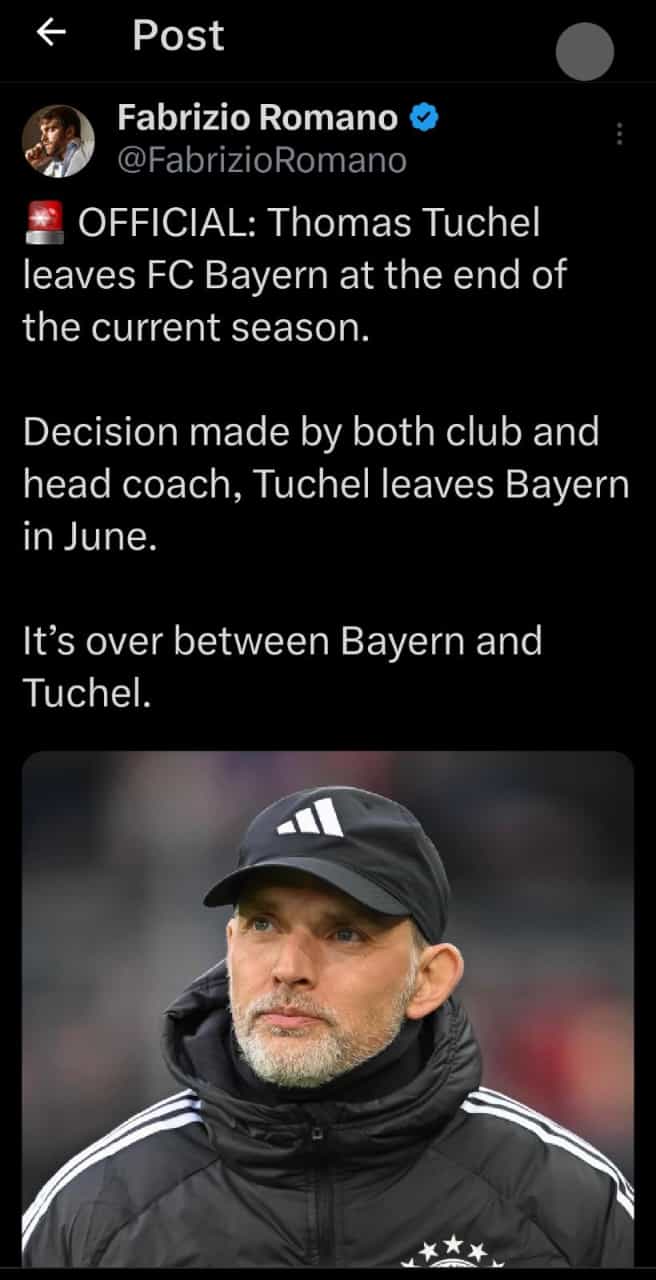 Post
Fabrizio Romano
@FabrizioRomano
🚨 OFFICIAL: Thomas Tuchel
leaves FC Bayern at the end of
the current season.
Decision made by both club and
head coach, Tuchel leaves Bayern
in June.
It’s over between Bayern and
Tuchel.